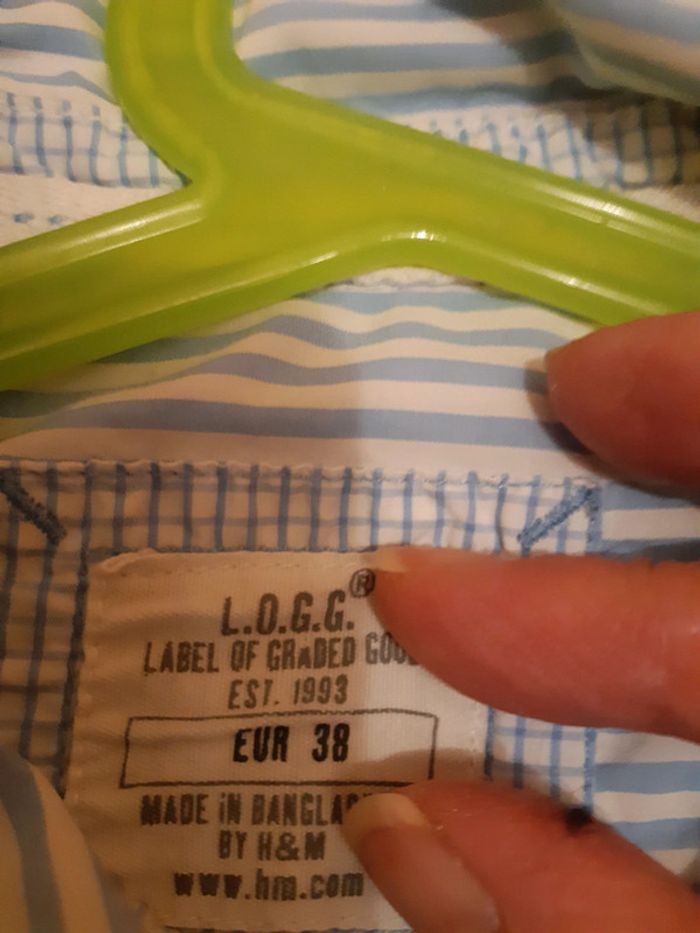 L.O.G.G.®
LABEL OF GRADED
EST. 1993
EUR 38
MADE IN
BY H&M
www.hm.com